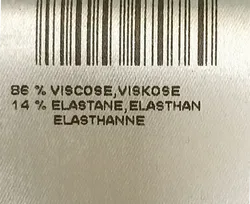 86 % VISCOSE,VISKOSE
14 % ELASTANE,ELASTHAN
ELASTHANNE